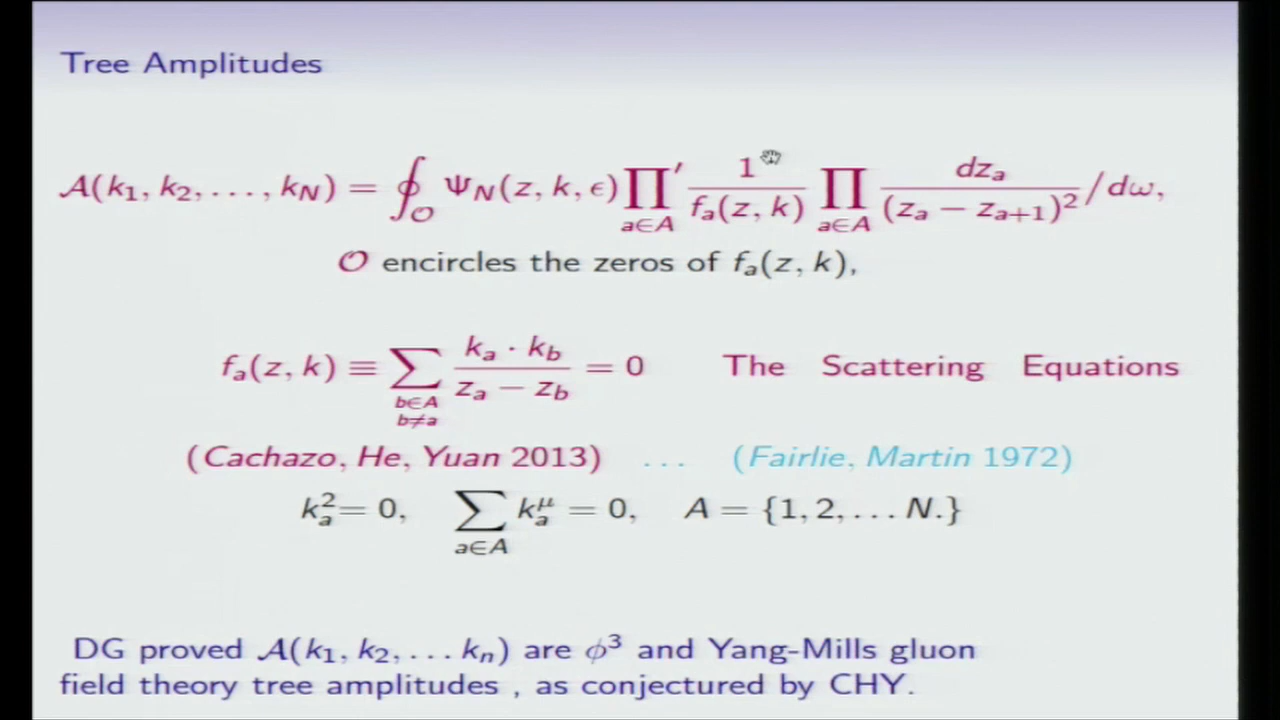 Tree Amplitudes
𝒜(k₁, k₂, . . . , k_N) = ∮_𝒪 Ψ_N(z, k, ϵ) ∏′_{a∈A} 1/f_a(z, k) ∏_{a∈A} dz_a/(z_a − z_{a+1})² /dω,
𝒪 encircles the zeros of f_a(z, k),
f_a(z, k) ≡ ∑_{b∈A b≠a} k_a · k_b/(z_a − z_b) = 0 The Scattering Equations
(Cachazo, He, Yuan 2013) . . . (Fairlie, Martin 1972)
k_a² = 0, ∑_{a∈A} k_a^μ = 0, A = {1, 2, . . . N.}
DG proved 𝒜(k₁, k₂, . . . k_n) are ϕ³ and Yang-Mills gluon
field theory tree amplitudes , as conjectured by CHY.